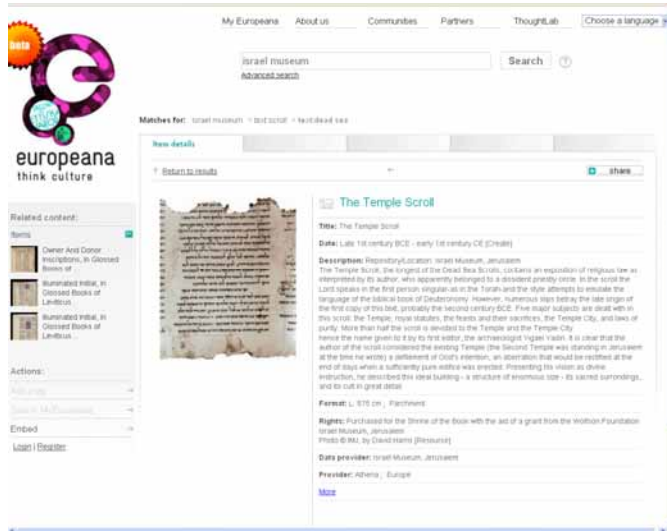 My Europeana About us Communities Partners ThoughtLab Choose a language
beta
israel museum Search ?
Advanced search
Matches for: israel museum > text:scroll > text:dead sea
europeana
think culture
Item details
Return to results
share
Related content:
Items
Owner And Donor
Inscriptions, In Glossed
Books of
Illuminated Initial, In
Glossed Books of
Leviticus
Illuminated Initial, In
Glossed Books of
Leviticus
Actions:
Embed
Login | Register
The Temple Scroll
Title: The Temple Scroll
Date: Late 1st century BCE - early 1st century CE [Create]
Description: Repository/Location: Israel Museum, Jerusalem
The Temple Scroll, the longest of the Dead Sea Scrolls, contains an exposition of religious law as
interpreted by its author, who apparently belonged to a dissident priestly circle. In the scroll the
Lord speaks in the first person singular-as in the Torah-and the style attempts to emulate the
language of the biblical book of Deuteronomy. However, numerous slips betray the late origin of
the first copy of this text, probably the second century BCE. Five major subjects are dealt with in
this scroll: the Temple, royal statutes, the feasts and their sacrifices, the Temple City, and laws of
purity. More than half the scroll is devoted to the Temple and the Temple City
hence the name given to it by its first editor, the archaeologist Yigael Yadin. It is clear that the
author of the scroll considered the existing Temple (the Second Temple was standing in Jerusalem
at the time he wrote) a defilement of God's intention, an aberration that would be rectified at the
end of days when a sufficiently pure edifice was erected. Presenting his vision as divine
instruction, he described this ideal building - a structure of enormous size - its sacred surroundings,
and its cult in great detail
Format: L. 875 cm ; Parchment
Rights: Purchased for the Shrine of the Book with the aid of a grant from the Wolfson Foundation
Israel Museum, Jerusalem
Photo © IMJ, by David Harris [Resource]
Data provider: Israel Museum, Jerusalem
Provider: Athena ; Europe
More